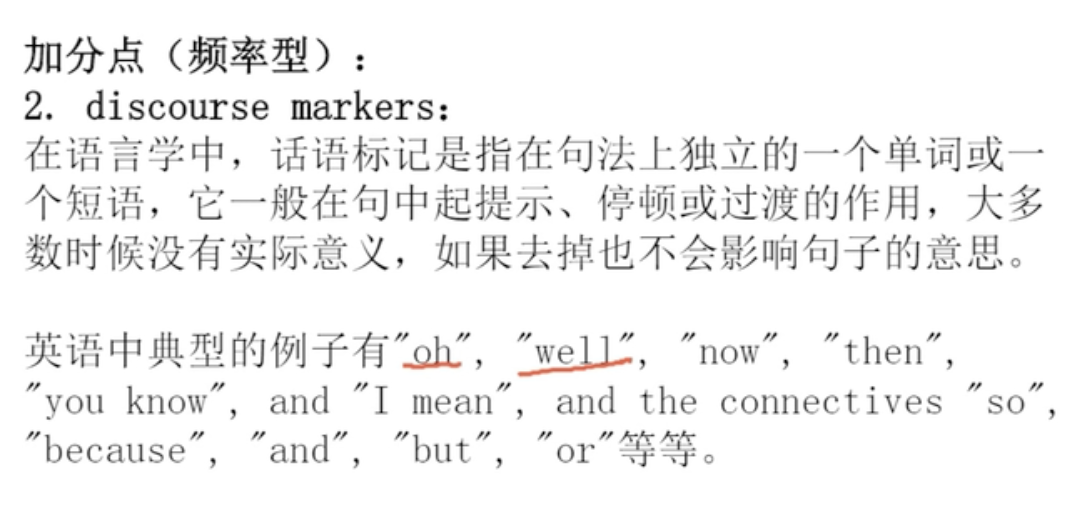 加分点（频率型）：
2. discourse markers：
在语言学中，话语标记是指在句法上独立的一个单词或一
个短语，它一般在句中起提示、停顿或过渡的作用，大多
数时候没有实际意义，如果去掉也不会影响句子的意思。
英语中典型的例子有"oh", "well", "now", "then",
"you know", and "I mean", and the connectives "so",
"because", "and", "but", "or"等等。